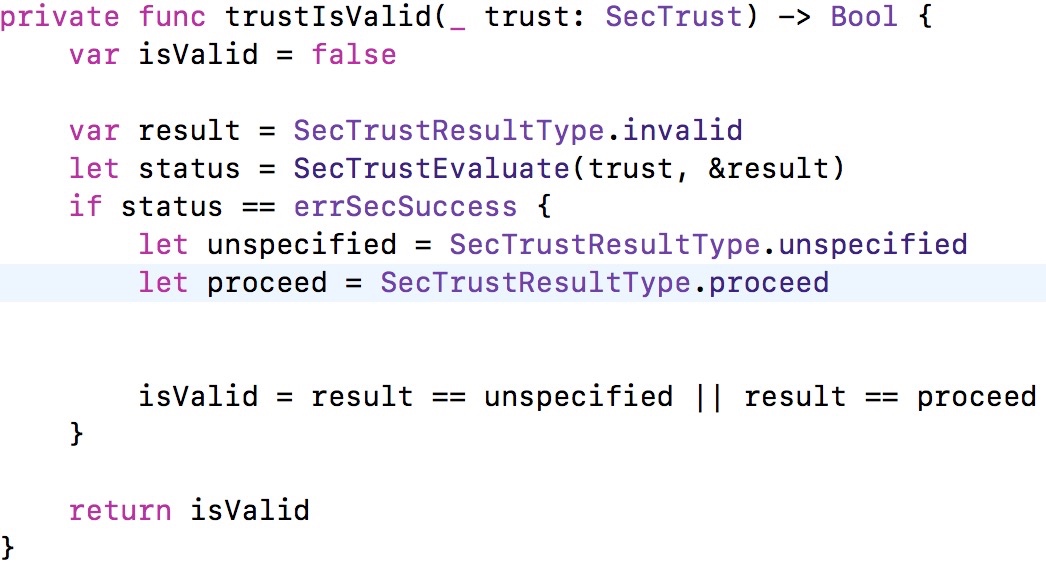 private func trustIsValid(_ trust: SecTrust) -> Bool {
    var isValid = false

    var result = SecTrustResultType.invalid
    let status = SecTrustEvaluate(trust, &result)
    if status == errSecSuccess {
        let unspecified = SecTrustResultType.unspecified
        let proceed = SecTrustResultType.proceed


        isValid = result == unspecified || result == proceed
    }

    return isValid
}